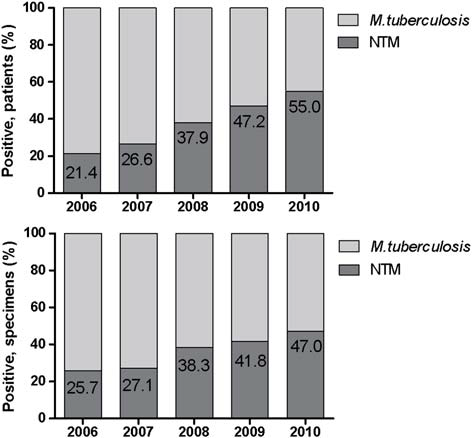 Positive, patients (%)
100
80
60
40
20
0
21.4
26.6
37.9
47.2
55.0
2006 2007 2008 2009 2010
M.tuberculosis
NTM
Positive, specimens (%)
100
80
60
40
20
0
25.7
27.1
38.3
41.8
47.0
2006 2007 2008 2009 2010
M.tuberculosis
NTM